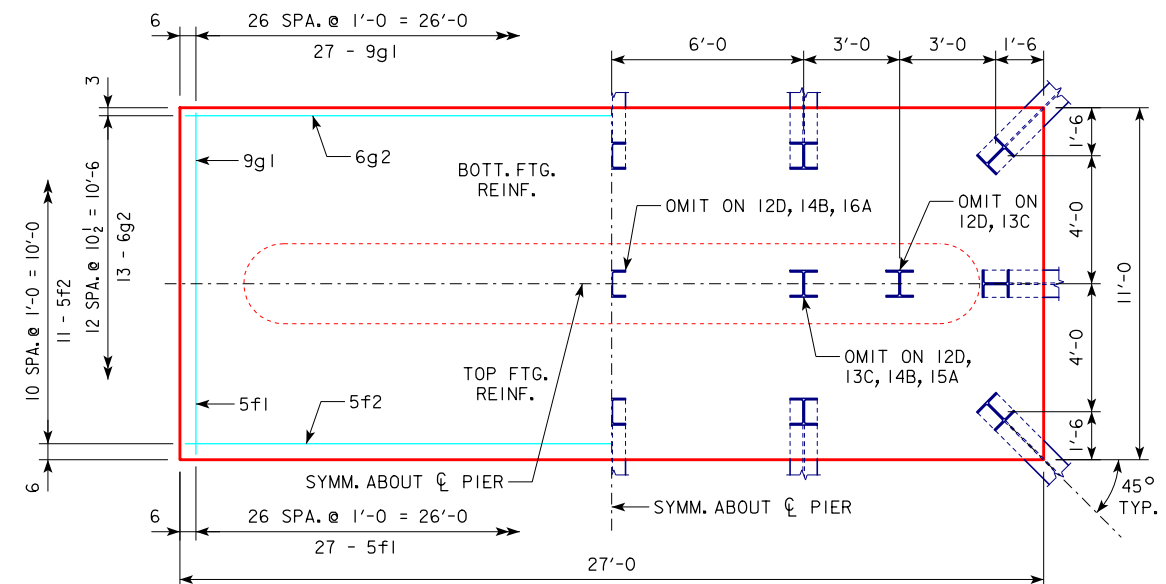 6
26 SPA. @ 1'-0 = 26'-0
27 - 9g1
6'-0
3'-0
3'-0
1'-6
3
9g1
6g2
BOTT. FTG.
REINF.
OMIT ON 12D, 14B, 16A
OMIT ON
12D, 13C
1'-6
4'-0
11'-0
4'-0
1'-6
10 SPA. @ 1'-0 = 10'-0
11 - 5f2
12 SPA. @ 10½ = 10'-6
13 - 6g2
TOP FTG.
REINF.
OMIT ON 12D,
13C, 14B, 15A
5f1
5f2
6
SYMM. ABOUT ℄ PIER
SYMM. ABOUT ℄ PIER
45°
TYP.
6
26 SPA. @ 1'-0 = 26'-0
27 - 5f1
27'-0